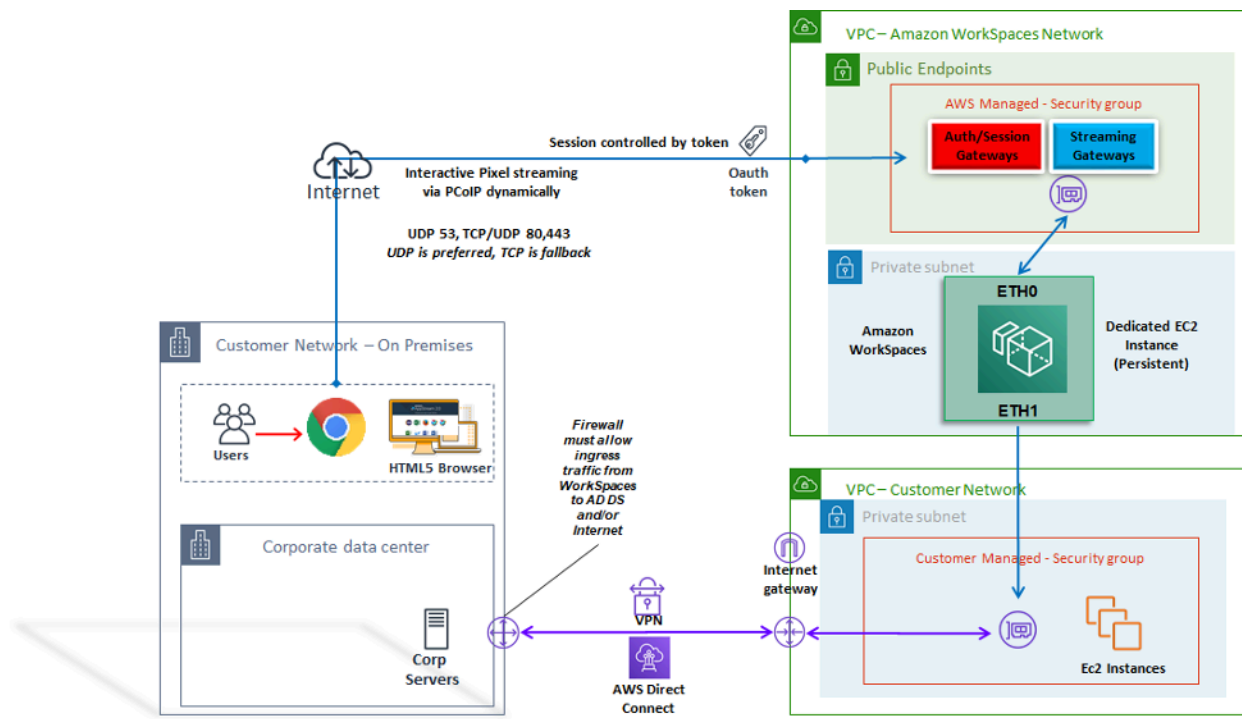 VPC – Amazon WorkSpaces Network
Public Endpoints
AWS Managed - Security group
Auth/Session
Gateways
Streaming
Gateways
Session controlled by token
Oauth
token
Internet
Interactive Pixel streaming
via PCoIP dynamically
UDP 53, TCP/UDP 80,443
UDP is preferred, TCP is fallback
Private subnet
ETH0
Amazon
WorkSpaces
Dedicated EC2
Instance
(Persistent)
ETH1
Customer Network – On Premises
Users
HTML5 Browser
Firewall
must allow
ingress
traffic from
WorkSpaces
to AD DS
and/or
Internet
VPC – Customer Network
Private subnet
Customer Managed - Security group
Internet
gateway
Ec2 Instances
Corporate data center
Corp
Servers
VPN
AWS Direct
Connect